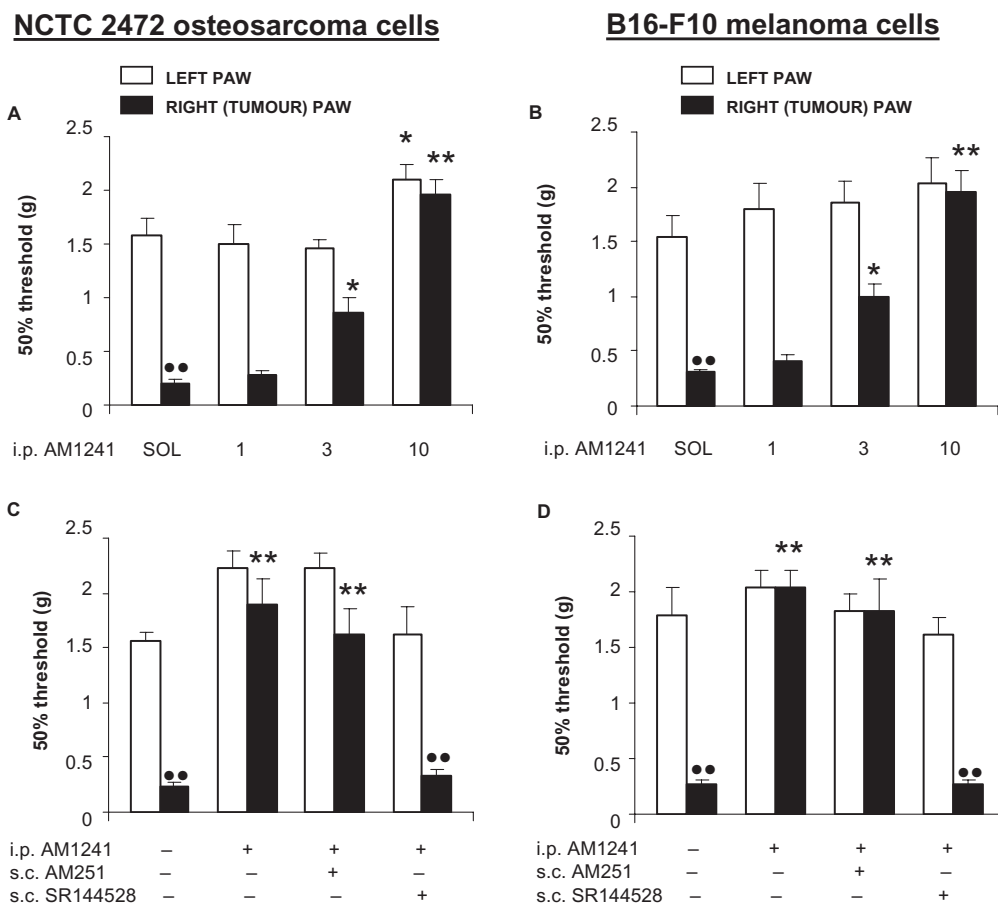 NCTC 2472 osteosarcoma cells
B16-F10 melanoma cells
LEFT PAW
RIGHT (TUMOUR) PAW
LEFT PAW
RIGHT (TUMOUR) PAW
A
50% threshold (g)
2.5
2
1.5
1
0.5
0
*
**
*
••
i.p. AM1241 SOL 1 3 10
B
50% threshold (g)
2.5
2
1.5
1
0.5
0
**
*
••
i.p. AM1241 SOL 1 3 10
C
50% threshold (g)
2.5
2
1.5
1
0.5
0
**
**
••
••
i.p. AM1241 – + + +
s.c. AM251 – – + –
s.c. SR144528 – – – +
D
50% threshold (g)
2.5
2
1.5
1
0.5
0
**
**
••
••
i.p. AM1241 – + + +
s.c. AM251 – – + –
s.c. SR144528 – – – +